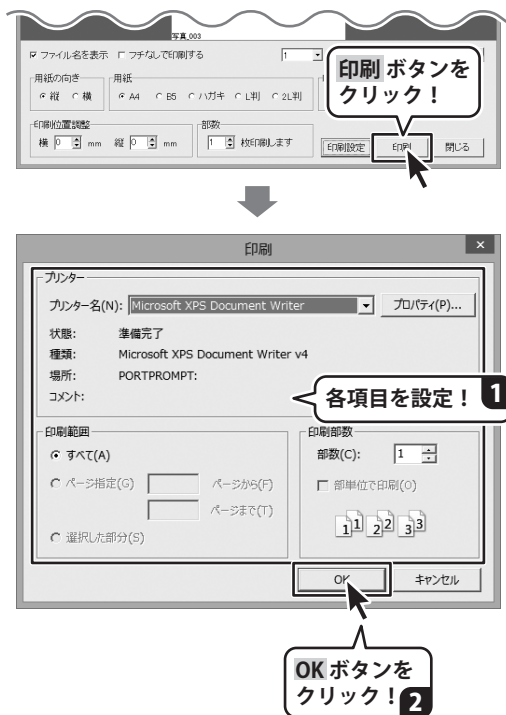 写真_003
ファイル名を表示 フチなしで印刷する 1
印刷 ボタンを
クリック！
用紙の向き 用紙
縦 横 A4 B5 ハガキ L判 2L判
印刷位置調整 部数
横 0 mm 縦 0 mm 1 枚印刷します 印刷設定 印刷 閉じる
印刷 ×
プリンター
プリンター名(N): Microsoft XPS Document Writer プロパティ(P)...
状態: 準備完了
種類: Microsoft XPS Document Writer v4
場所: PORTPROMPT:
コメント:
各項目を設定！ 1
印刷範囲 印刷部数
すべて(A) 部数(C): 1
ページ指定(G) ページから(F) 部単位で印刷(O)
ページまで(T)
11 22 33
選択した部分(S)
OK キャンセル
OK ボタンを
クリック！ 2